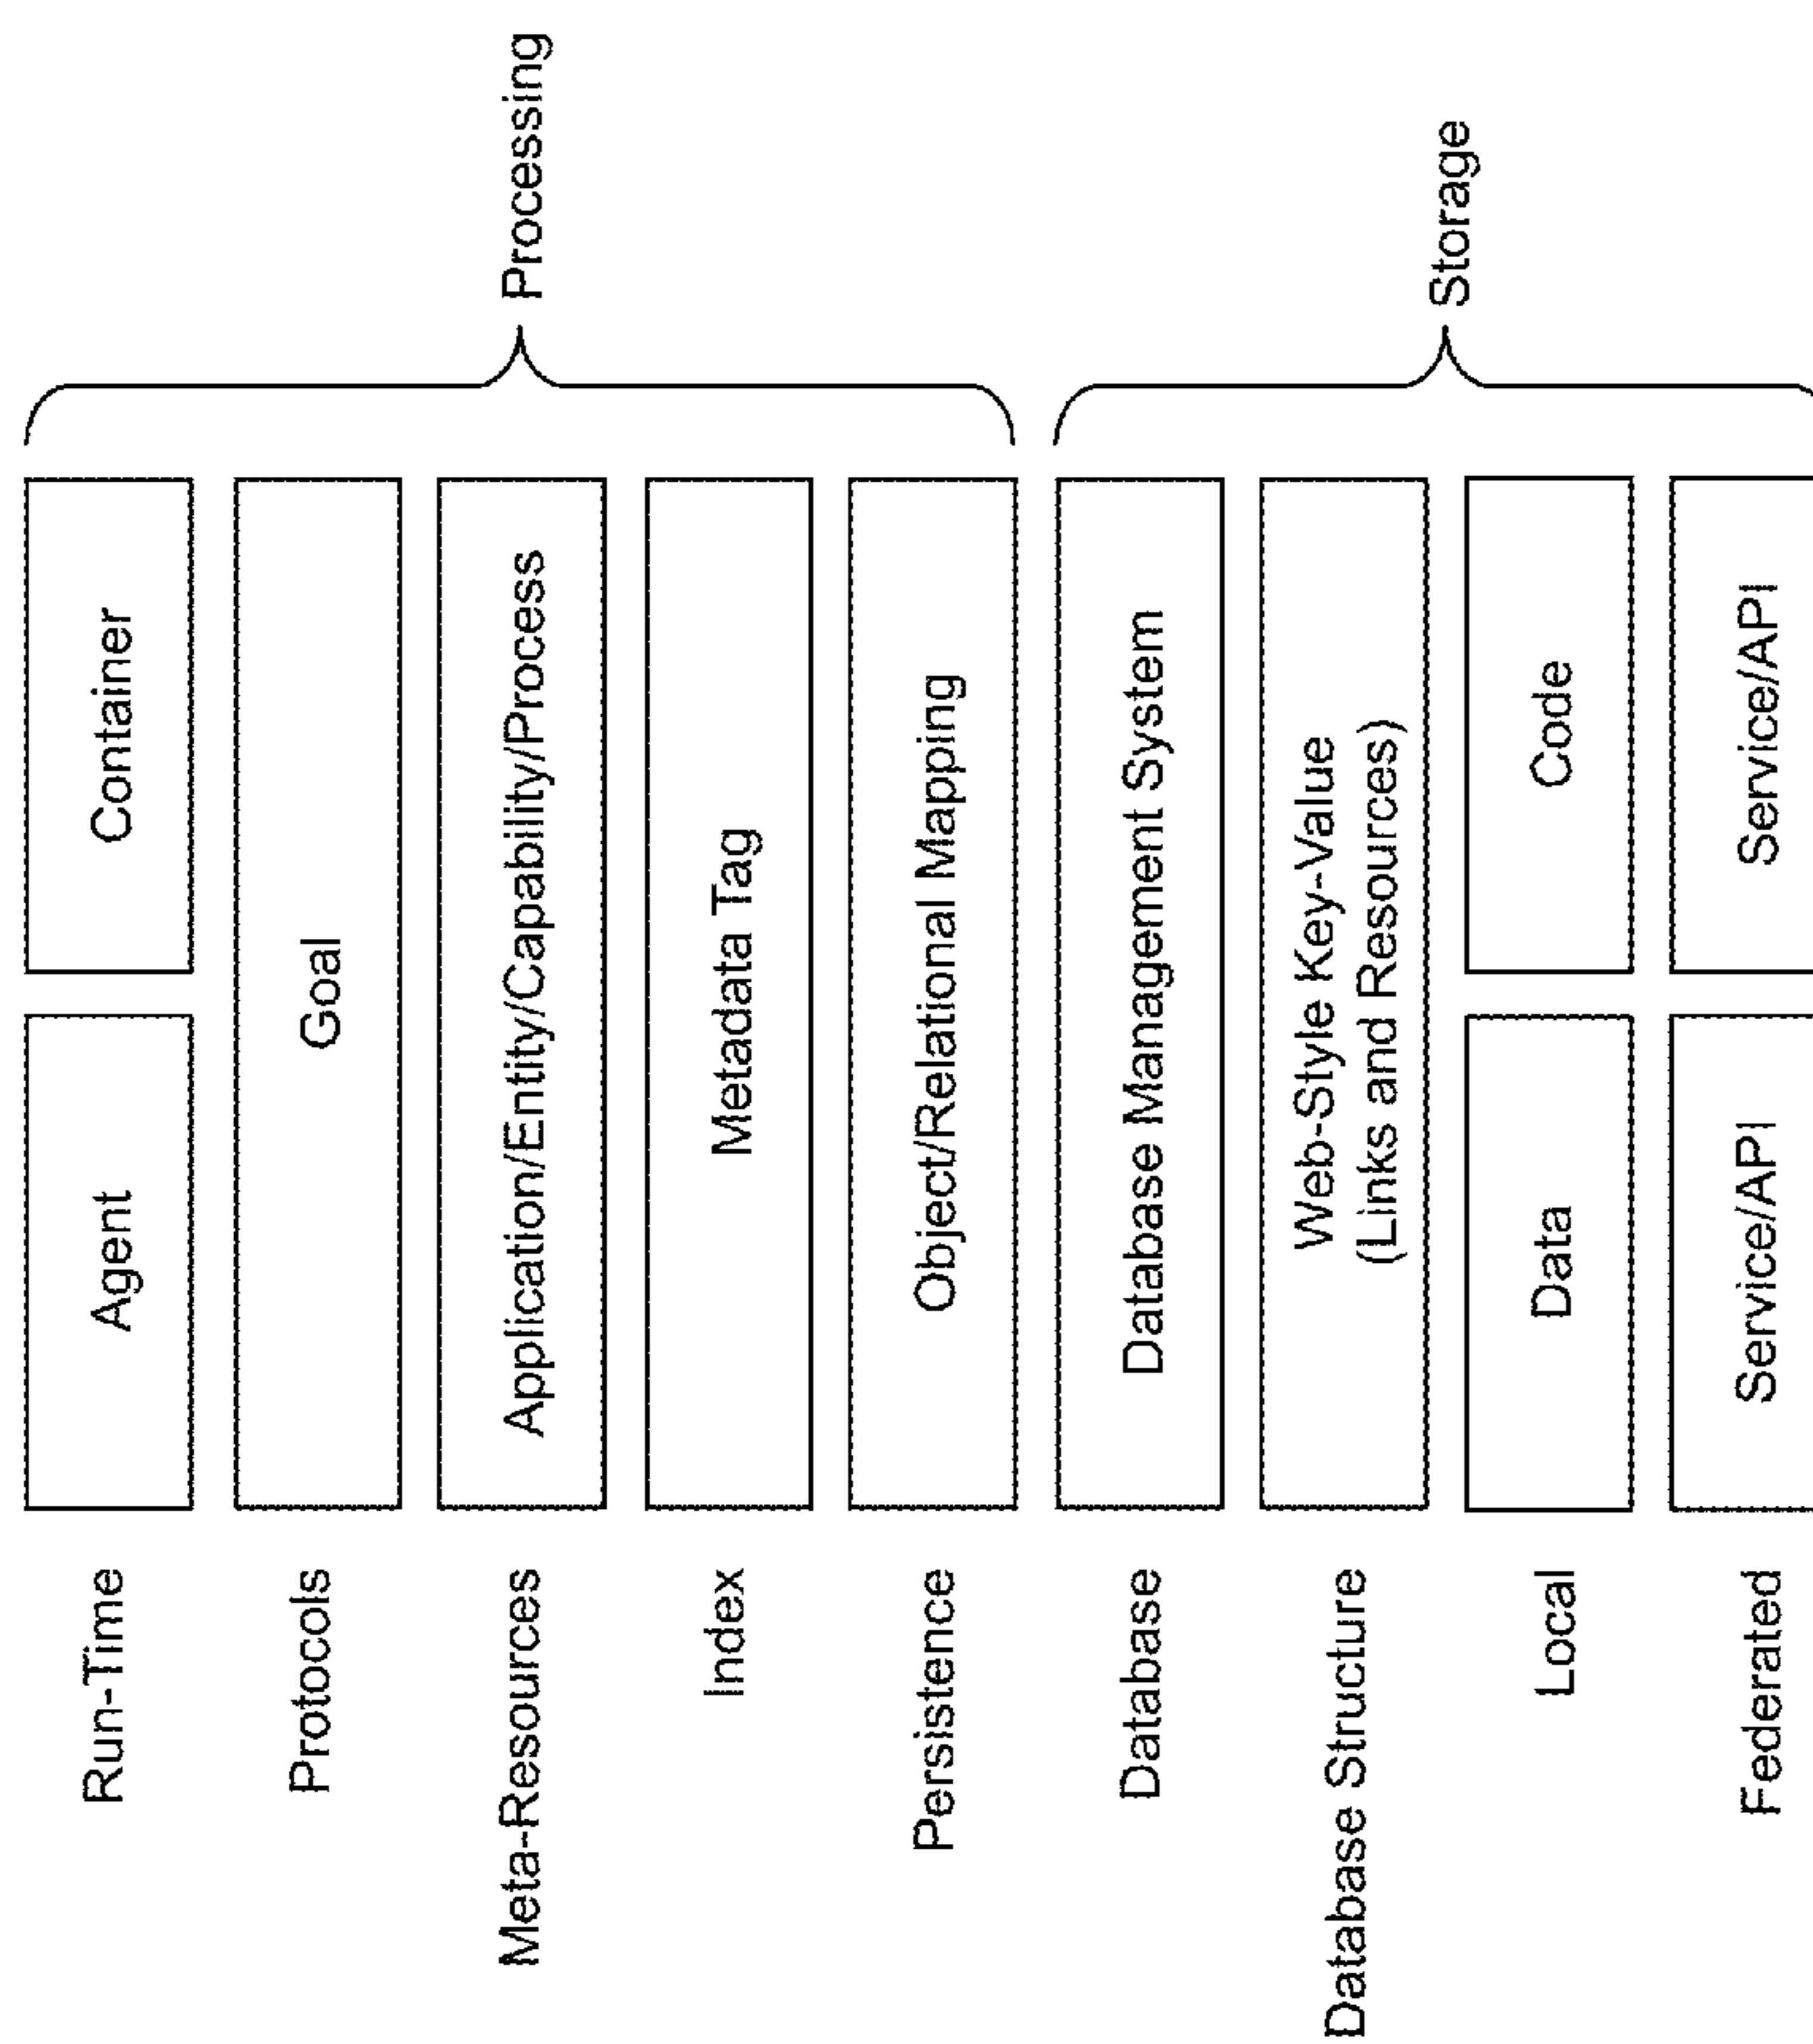 Run-Time
Agent
Container
Protocols
Goal
Meta-Resources
Application/Entity/Capability/Process
Index
Metadata Tag
Persistence
Object/Relational Mapping
Processing
Database
Database Management System
Database Structure
Web-Style Key-Value
(Links and Resources)
Local
Data
Code
Federated
Service/API
Service/API
Storage